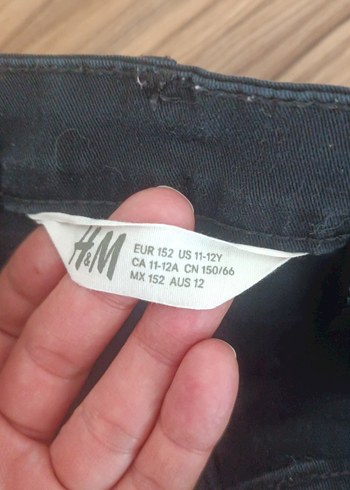 H&M
EUR 152 US 11-12Y
CA 11-12A CN 150/66
MX 152 AUS 12